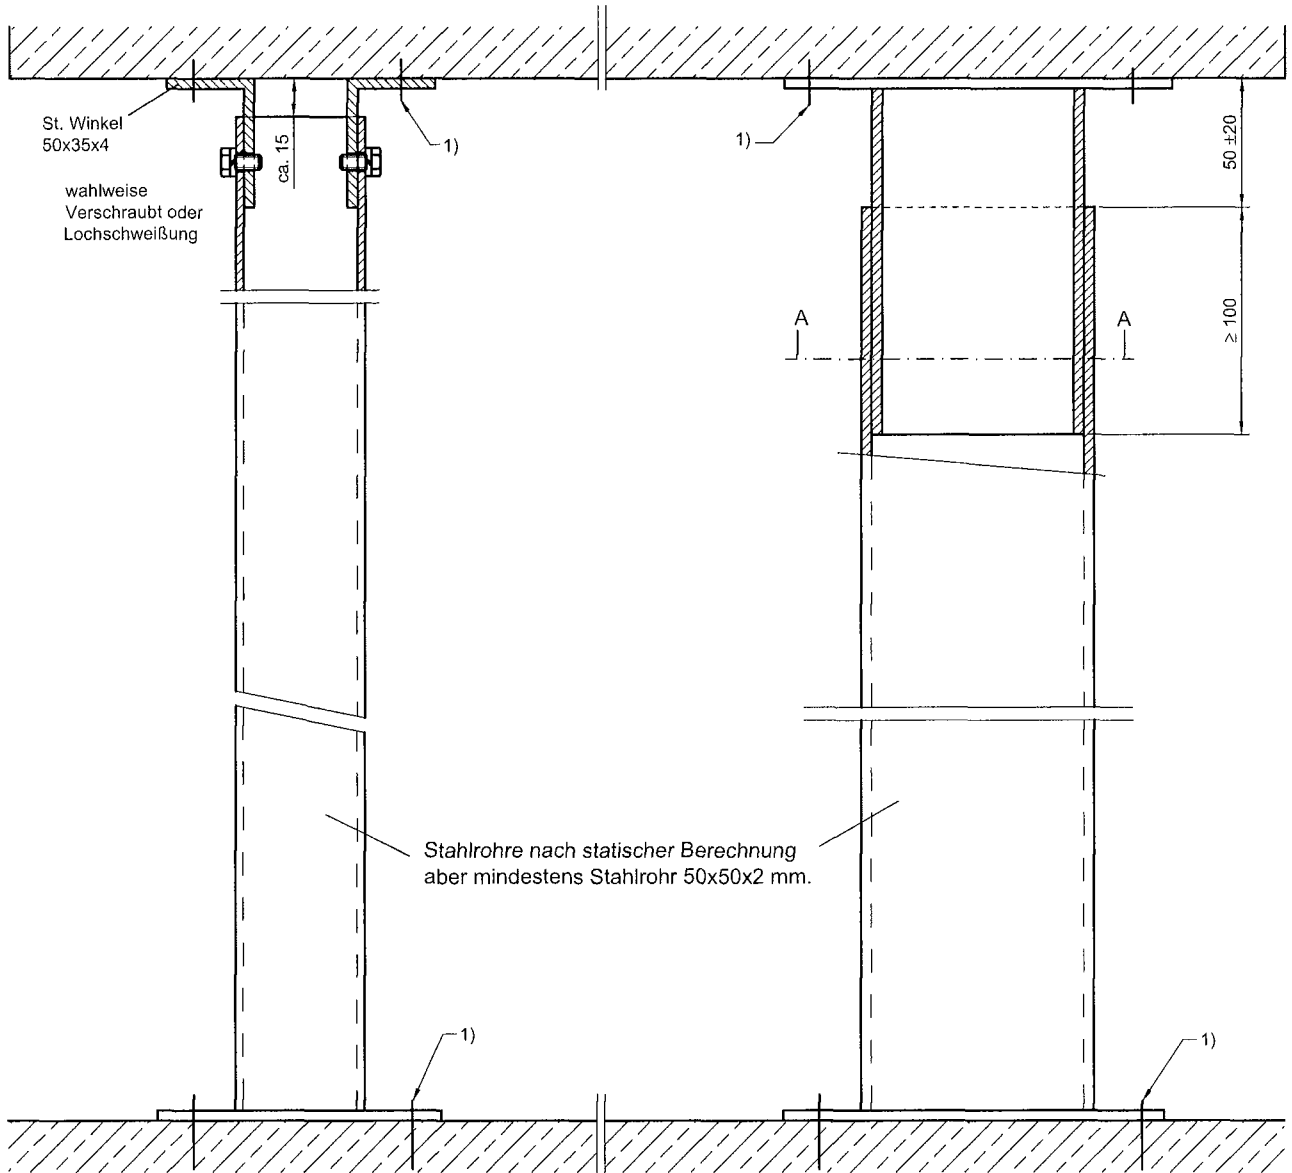 St. Winkel
50x35x4
wahlweise
Verschraubt oder
Lochschweißung
ca. 15
1)
1)
50 ±20
A
A
≥ 100
Stahlrohre nach statischer Berechnung
aber mindestens Stahlrohr 50x50x2 mm.
1)
1)